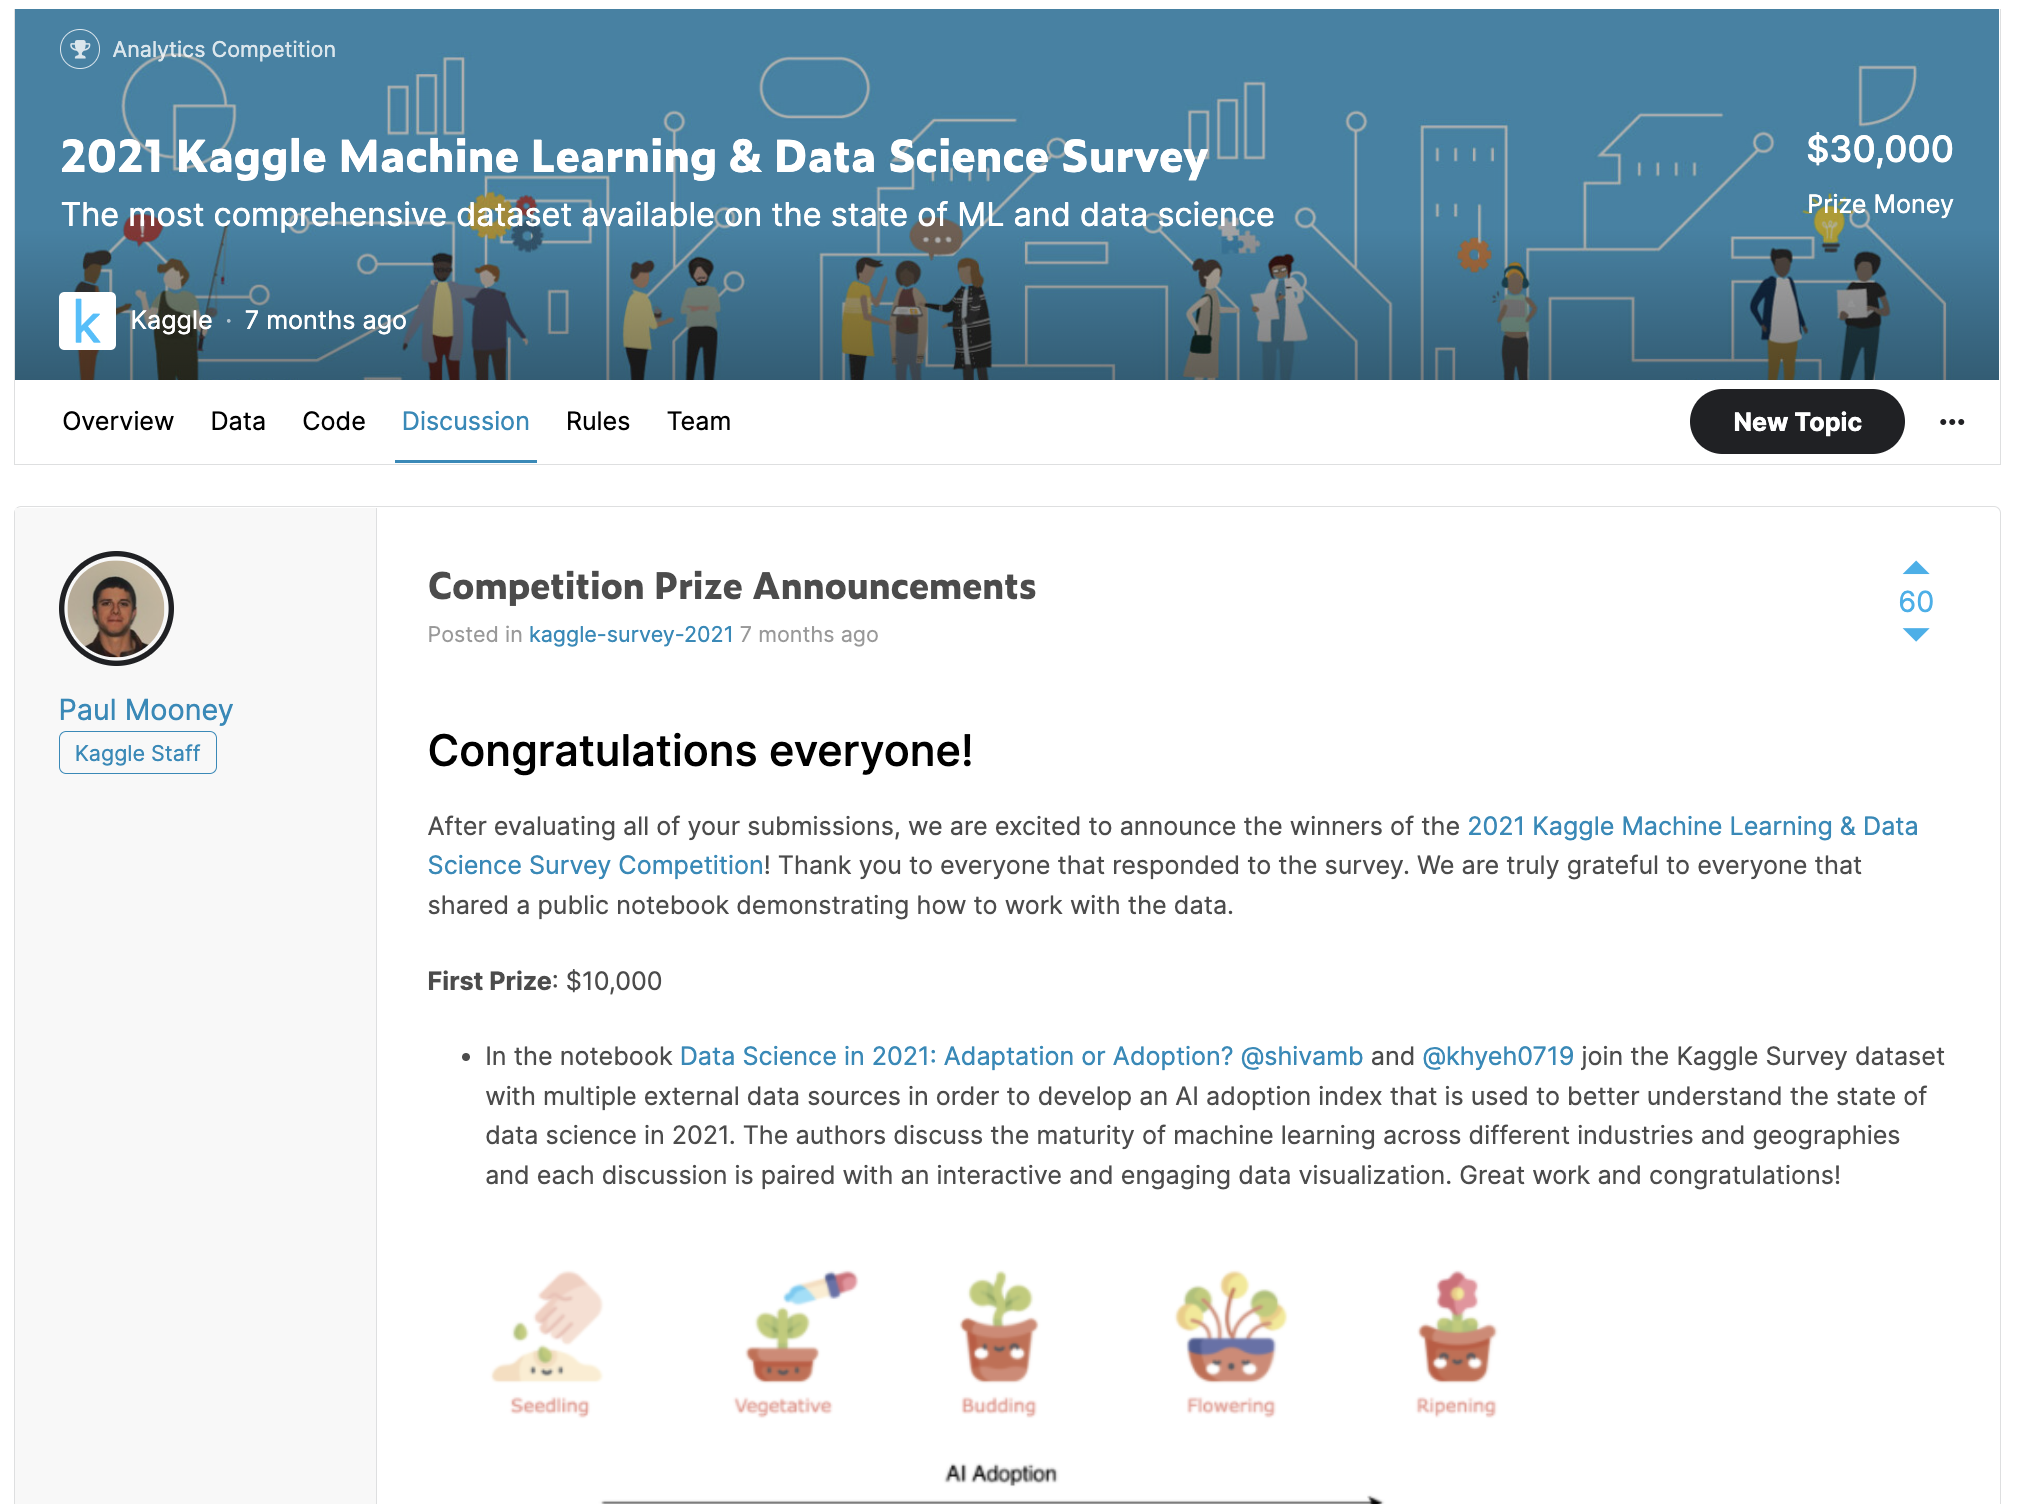 Analytics Competition
2021 Kaggle Machine Learning & Data Science Survey
$30,000
The most comprehensive dataset available on the state of ML and data science
Prize Money
k
Kaggle · 7 months ago
Overview Data Code Discussion Rules Team
New Topic
Competition Prize Announcements
60
Posted in kaggle-survey-2021 7 months ago
Paul Mooney
Kaggle Staff
Congratulations everyone!
After evaluating all of your submissions, we are excited to announce the winners of the 2021 Kaggle Machine Learning & Data
Science Survey Competition! Thank you to everyone that responded to the survey. We are truly grateful to everyone that
shared a public notebook demonstrating how to work with the data.
First Prize: $10,000
• In the notebook Data Science in 2021: Adaptation or Adoption? @shivamb and @khyeh0719 join the Kaggle Survey dataset
with multiple external data sources in order to develop an AI adoption index that is used to better understand the state of
data science in 2021. The authors discuss the maturity of machine learning across different industries and geographies
and each discussion is paired with an interactive and engaging data visualization. Great work and congratulations!
Seedling Vegetative Budding Flowering Ripening
AI Adoption